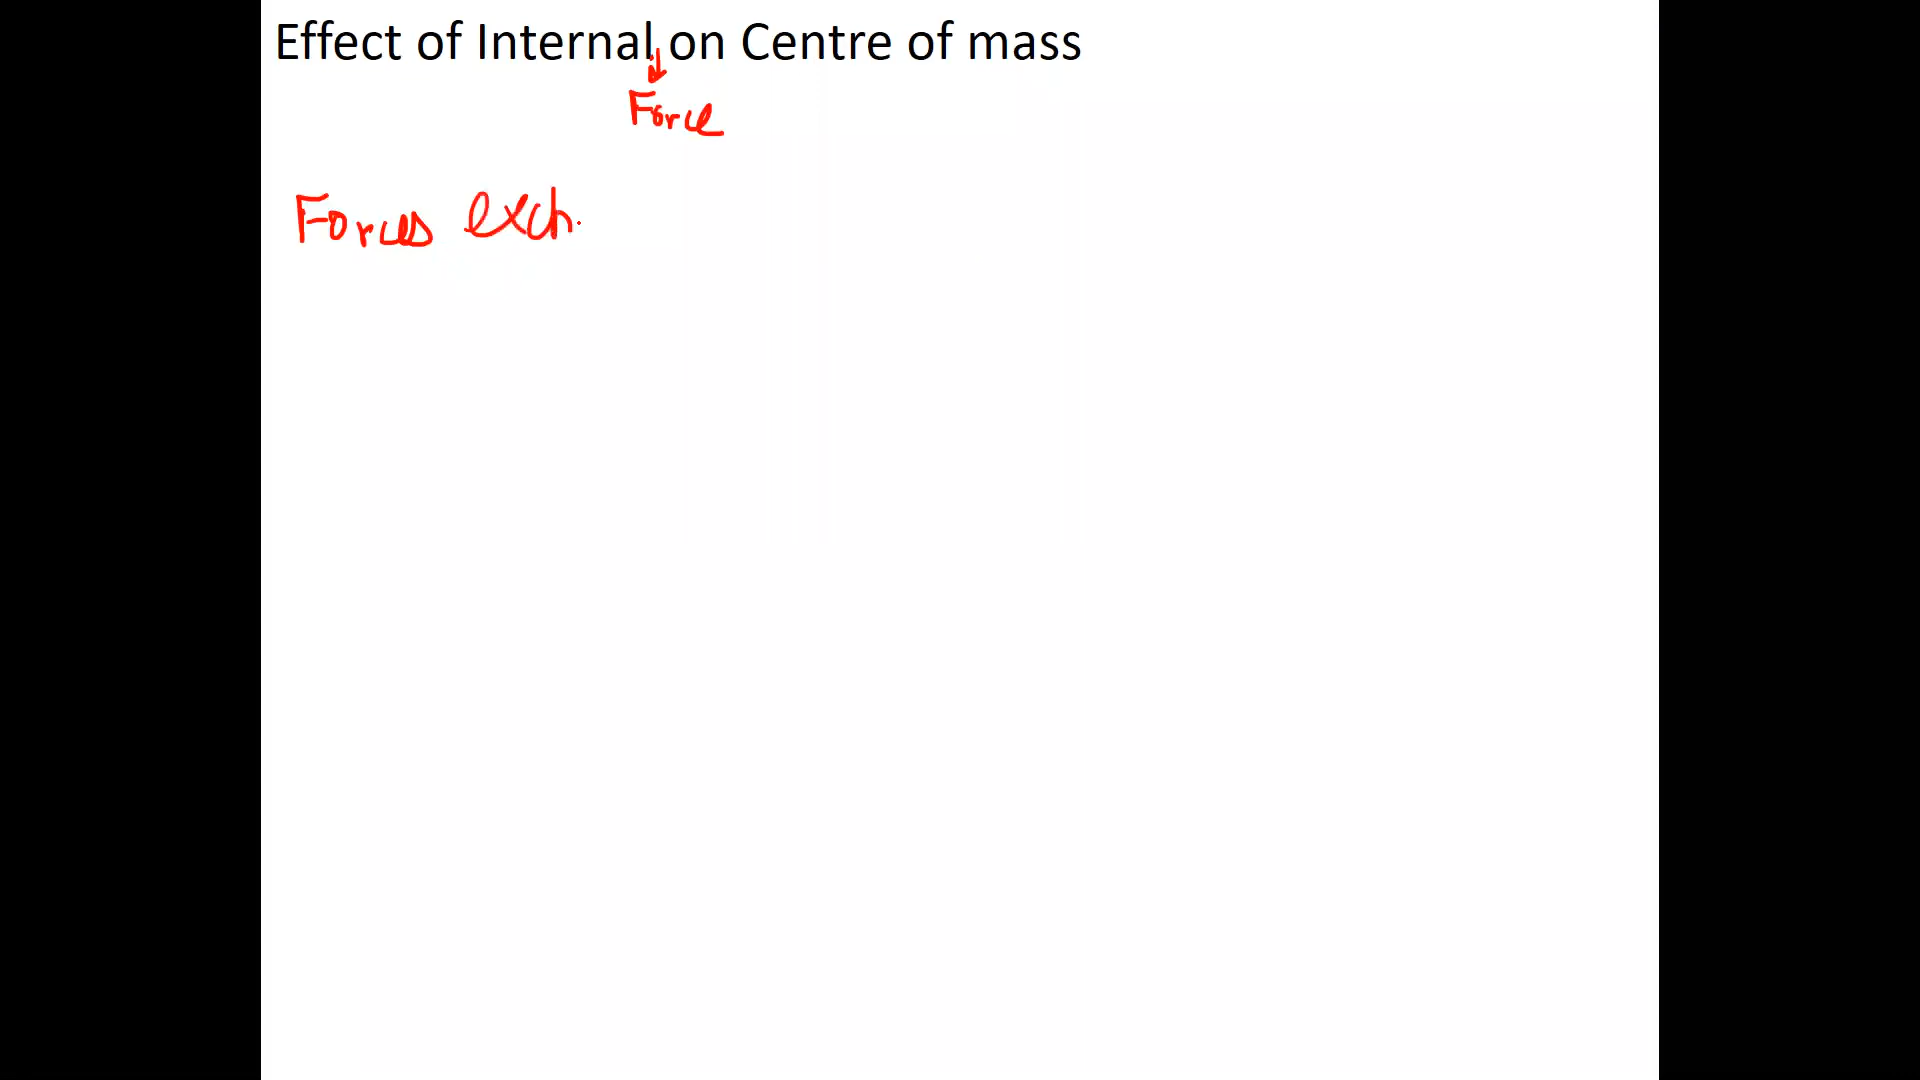 Effect of Internal on Centre of mass
Force
Forces exch